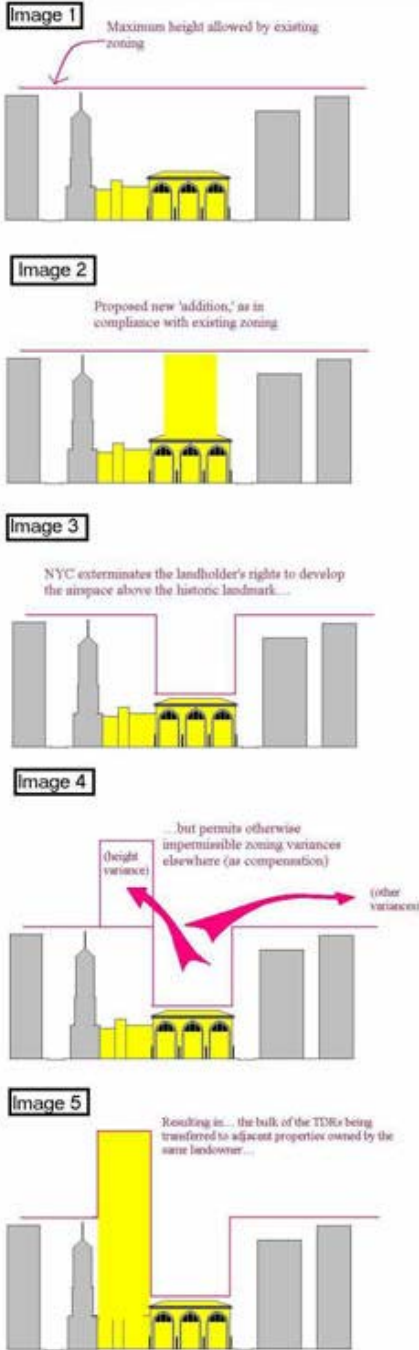 Image 1
Maximum height allowed by existing
zoning
Image 2
Proposed new 'addition,' as in
compliance with existing zoning
Image 3
NYC exterminates the landholder's rights to develop
the airspace above the historic landmark....
Image 4
...but permits otherwise
impermissible zoning variances
elsewhere (as compensation)
(height
variance)
(other
variances)
Image 5
Resulting in... the bulk of the TDRs being
transferred to adjacent properties owned by the
same landowner...